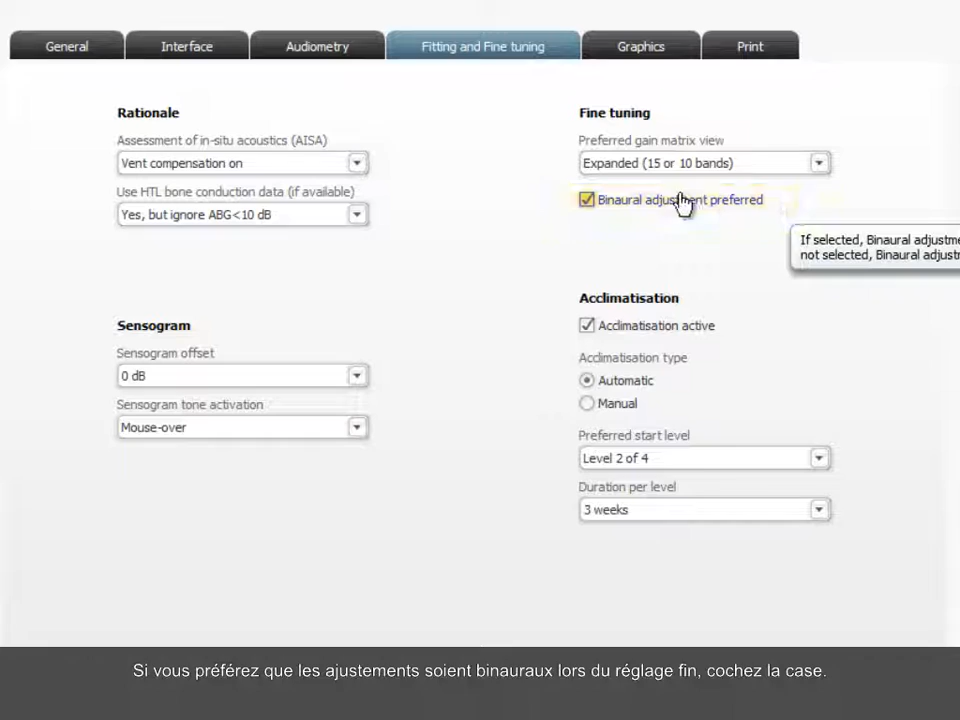 General Interface Audiometry Fitting and Fine tuning Graphics Print
Rationale
Assessment of in-situ acoustics (AISA)
Vent compensation on
Use HTL bone conduction data (if available)
Yes, but ignore ABG<10 dB
Sensogram
Sensogram offset
0 dB
Sensogram tone activation
Mouse-over
Fine tuning
Preferred gain matrix view
Expanded (15 or 10 bands)
Binaural adjustment preferred
If selected, Binaural adjustme
not selected, Binaural adjustm
Acclimatisation
Acclimatisation active
Acclimatisation type
Automatic
Manual
Preferred start level
Level 2 of 4
Duration per level
3 weeks
Si vous préférez que les ajustements soient binauraux lors du réglage fin, cochez la case.